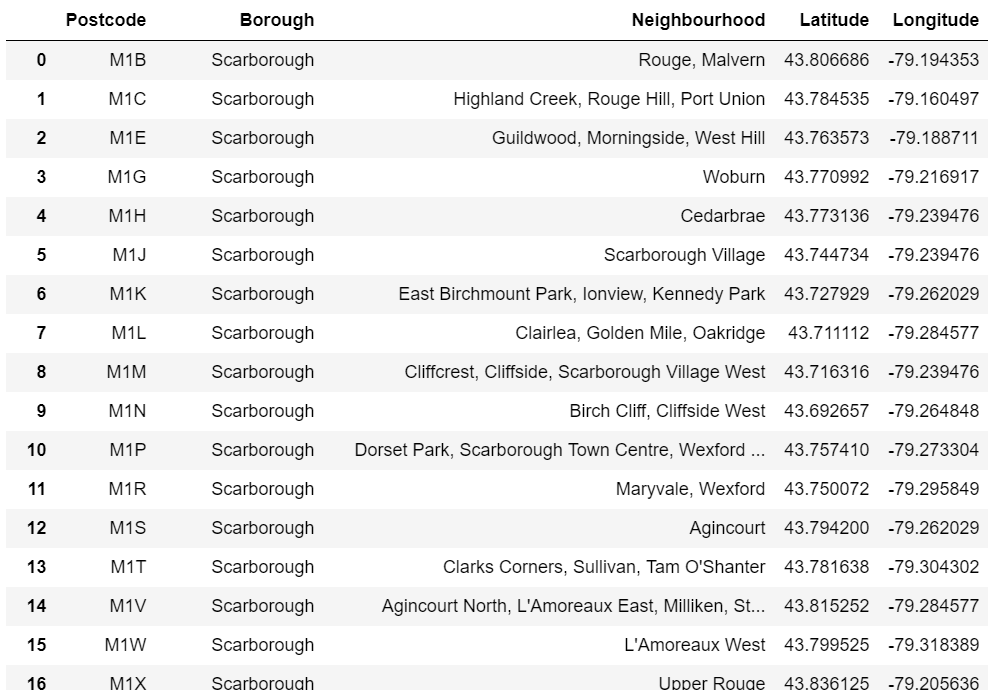 Postcode Borough Neighbourhood Latitude Longitude
0 M1B Scarborough Rouge, Malvern 43.806686 -79.194353
1 M1C Scarborough Highland Creek, Rouge Hill, Port Union 43.784535 -79.160497
2 M1E Scarborough Guildwood, Morningside, West Hill 43.763573 -79.188711
3 M1G Scarborough Woburn 43.770992 -79.216917
4 M1H Scarborough Cedarbrae 43.773136 -79.239476
5 M1J Scarborough Scarborough Village 43.744734 -79.239476
6 M1K Scarborough East Birchmount Park, Ionview, Kennedy Park 43.727929 -79.262029
7 M1L Scarborough Clairlea, Golden Mile, Oakridge 43.711112 -79.284577
8 M1M Scarborough Cliffcrest, Cliffside, Scarborough Village West 43.716316 -79.239476
9 M1N Scarborough Birch Cliff, Cliffside West 43.692657 -79.264848
10 M1P Scarborough Dorset Park, Scarborough Town Centre, Wexford ... 43.757410 -79.273304
11 M1R Scarborough Maryvale, Wexford 43.750072 -79.295849
12 M1S Scarborough Agincourt 43.794200 -79.262029
13 M1T Scarborough Clarks Corners, Sullivan, Tam O'Shanter 43.781638 -79.304302
14 M1V Scarborough Agincourt North, L'Amoreaux East, Milliken, St... 43.815252 -79.284577
15 M1W Scarborough L'Amoreaux West 43.799525 -79.318389
16 M1X Scarborough Upper Rouge 43.836125 -79.205636